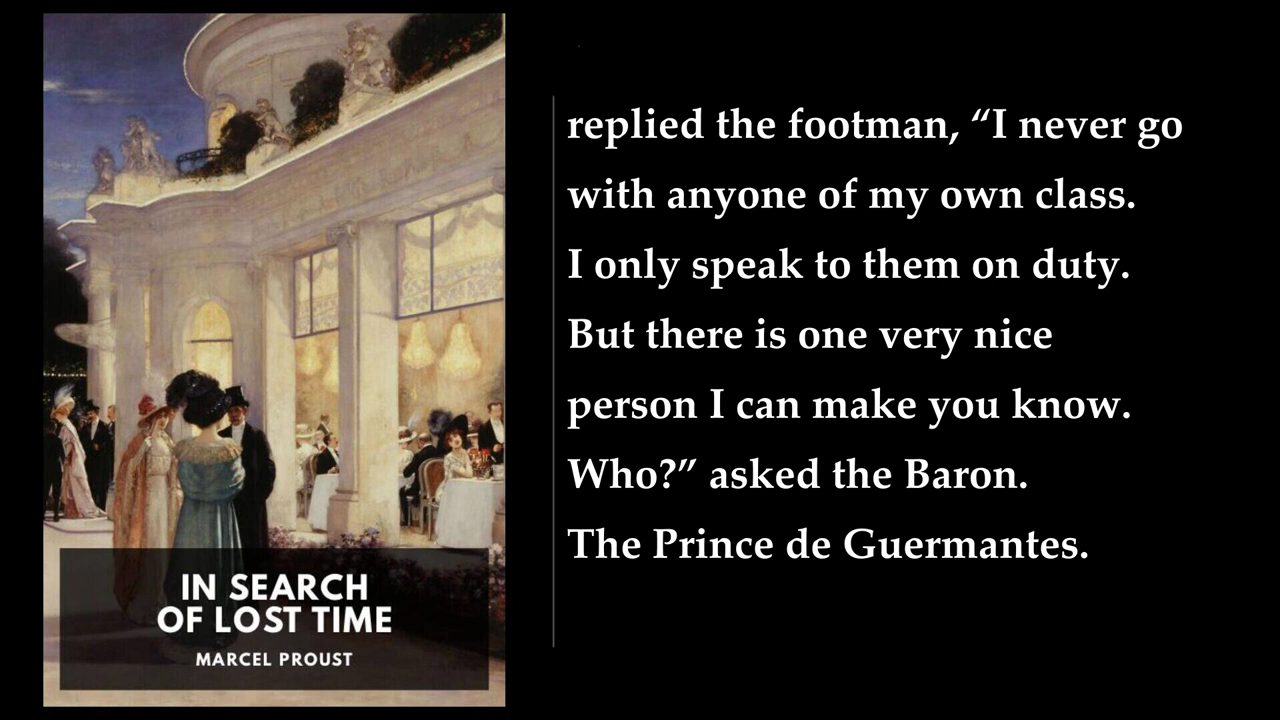 replied the footman, “I never go
with anyone of my own class.
I only speak to them on duty.
But there is one very nice
person I can make you know.
Who?” asked the Baron.
The Prince de Guermantes.
IN SEARCH
OF LOST TIME
MARCEL PROUST